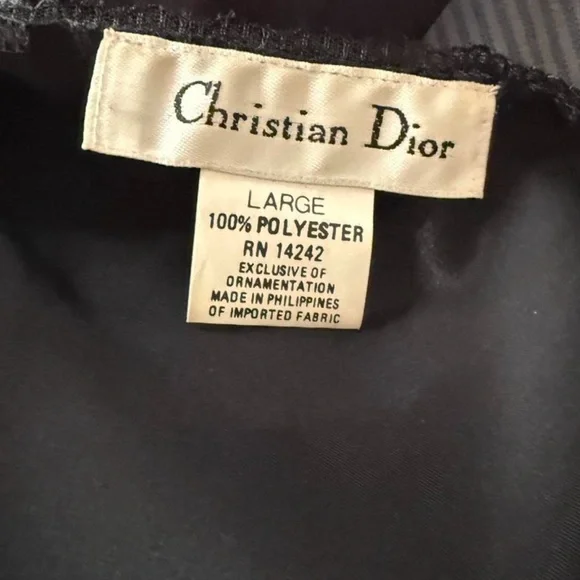 Christian Dior
LARGE
100% POLYESTER
RN 14242
EXCLUSIVE OF
ORNAMENTATION
MADE IN PHILIPPINES
OF IMPORTED FABRIC